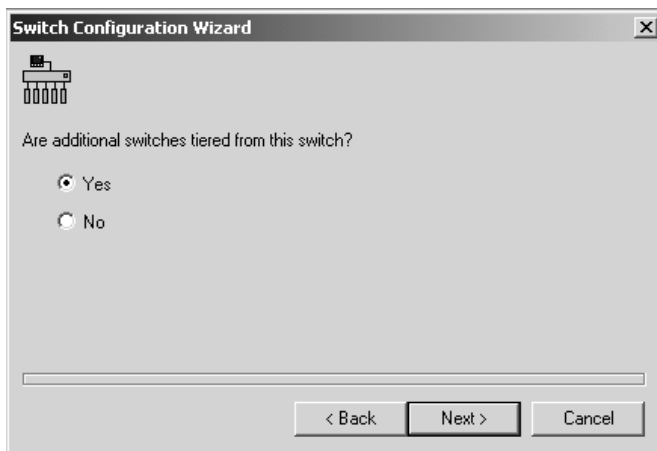 Switch Configuration Wizard
Are additional switches tiered from this switch?
Yes
No
< Back Next > Cancel